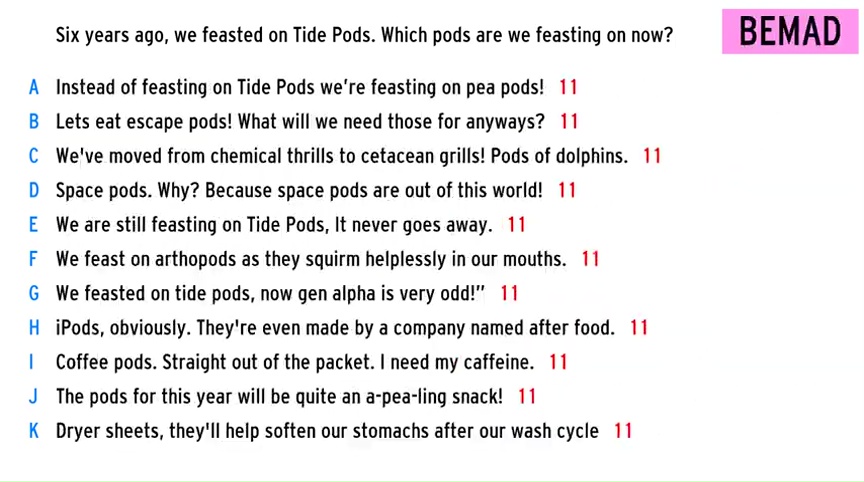 Six years ago, we feasted on Tide Pods. Which pods are we feasting on now?
BEMAD
A Instead of feasting on Tide Pods we're feasting on pea pods! 11
B Lets eat escape pods! What will we need those for anyways? 11
C We've moved from chemical thrills to cetacean grills! Pods of dolphins. 11
D Space pods. Why? Because space pods are out of this world! 11
E We are still feasting on Tide Pods, It never goes away. 11
F We feast on arthopods as they squirm helplessly in our mouths. 11
G We feasted on tide pods, now gen alpha is very odd!” 11
H iPods, obviously. They're even made by a company named after food. 11
I Coffee pods. Straight out of the packet. I need my caffeine. 11
J The pods for this year will be quite an a-pea-ling snack! 11
K Dryer sheets, they'll help soften our stomachs after our wash cycle 11